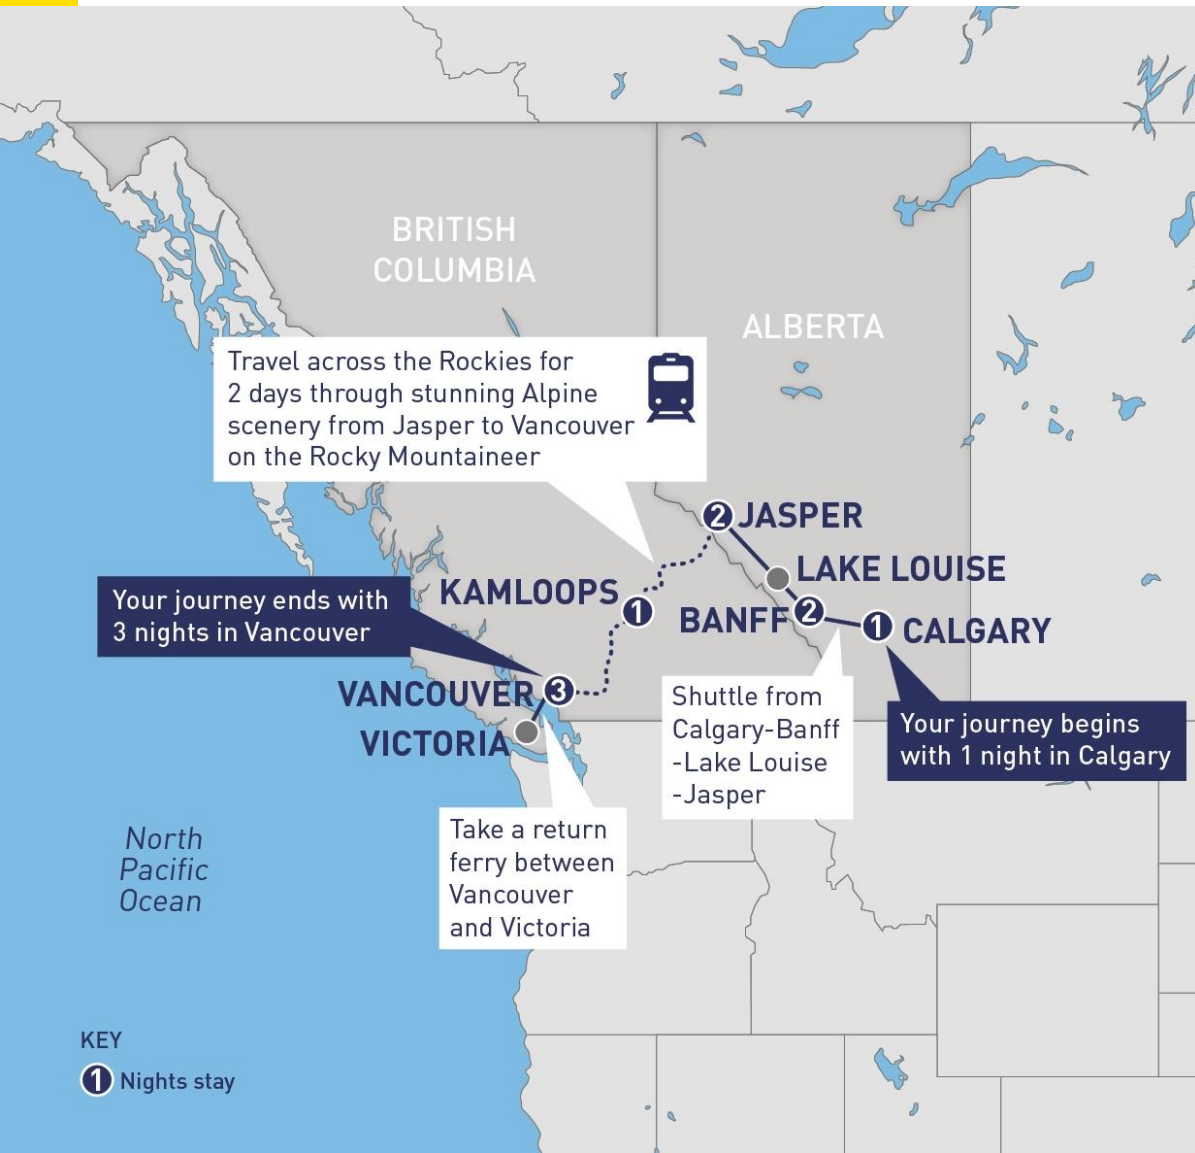 BRITISH
COLUMBIA
ALBERTA
Travel across the Rockies for
2 days through stunning Alpine
scenery from Jasper to Vancouver
on the Rocky Mountaineer
2 JASPER
LAKE LOUISE
KAMLOOPS 1
BANFF 2
1 CALGARY
Your journey ends with
3 nights in Vancouver
VANCOUVER 3
VICTORIA
Shuttle from
Calgary-Banff
-Lake Louise
-Jasper
Your journey begins
with 1 night in Calgary
Take a return
ferry between
Vancouver
and Victoria
North
Pacific
Ocean
KEY
1 Nights stay